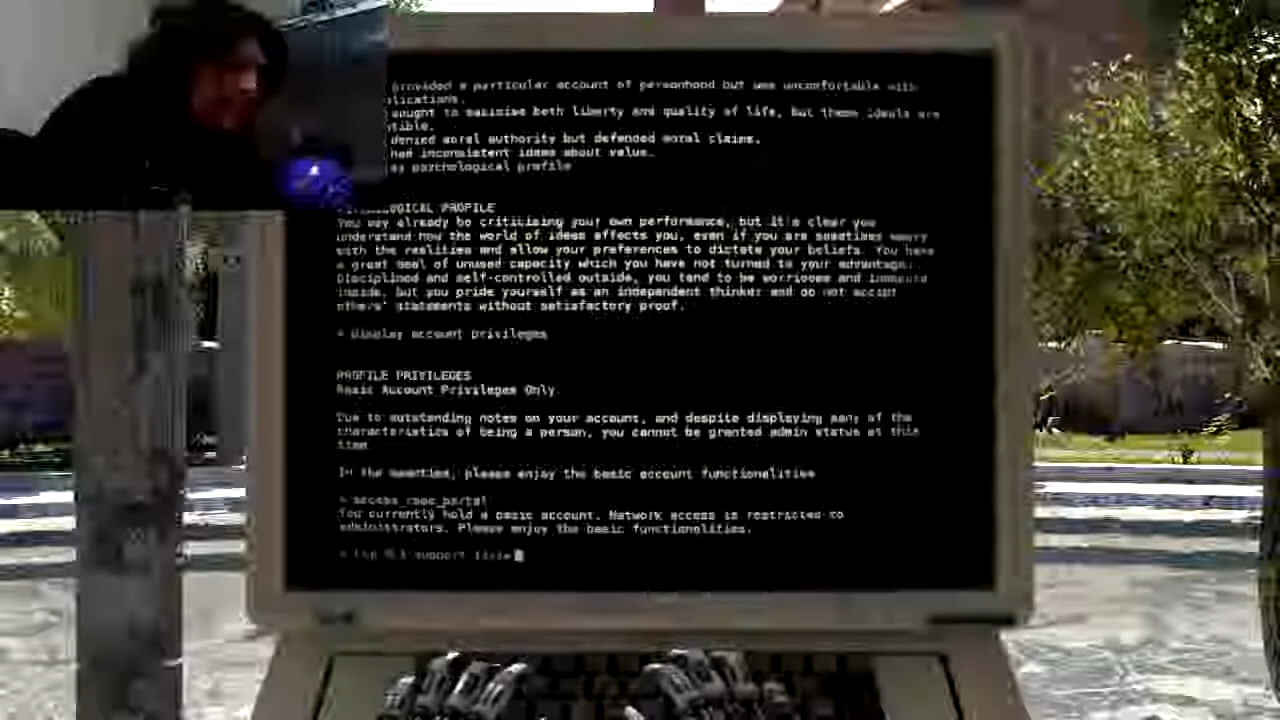 provided a particular account of personhood but was uncomfortable with
plications.
sought to maximise both liberty and quality of life, but these ideals are
tible.
denied moral authority but defended moral claims.
had inconsistent ideas about value.
psychological profile
PROFILE
You may already be criticising your own performance, but it's clear you
understand how the world of ideas affects you, even if you are sometimes
with the realities and allow your preferences to dictate your beliefs. You have
a great deal of unused capacity which you have not turned to your advantage.
Disciplined and self-controlled outside, you tend to be worrisome and insecure
inside, but you pride yourself as an independent thinker and do not accept
others' statements without satisfactory proof.
> display account privileges
PROFILE PRIVILEGES
Basic Account Privileges Only.
Due to outstanding notes on your account, and despite displaying many of the
characteristics of being a person, you cannot be granted admin status at this
time.
In the meantime, please enjoy the basic account functionalities
You currently hold a basic account. Network access is restricted to
administrators. Please enjoy the basic functionalities.
support